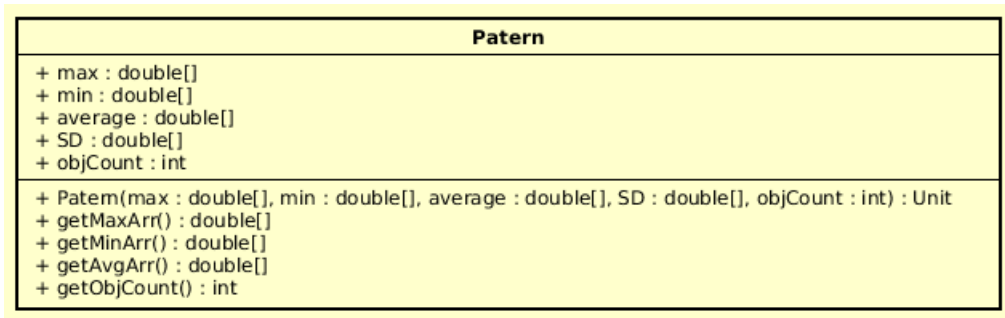 Patern
+ max : double[]
+ min : double[]
+ average : double[]
+ SD : double[]
+ objCount : int
+ Patern(max : double[], min : double[], average : double[], SD : double[], objCount : int) : Unit
+ getMaxArr() : double[]
+ getMinArr() : double[]
+ getAvgArr() : double[]
+ getObjCount() : int